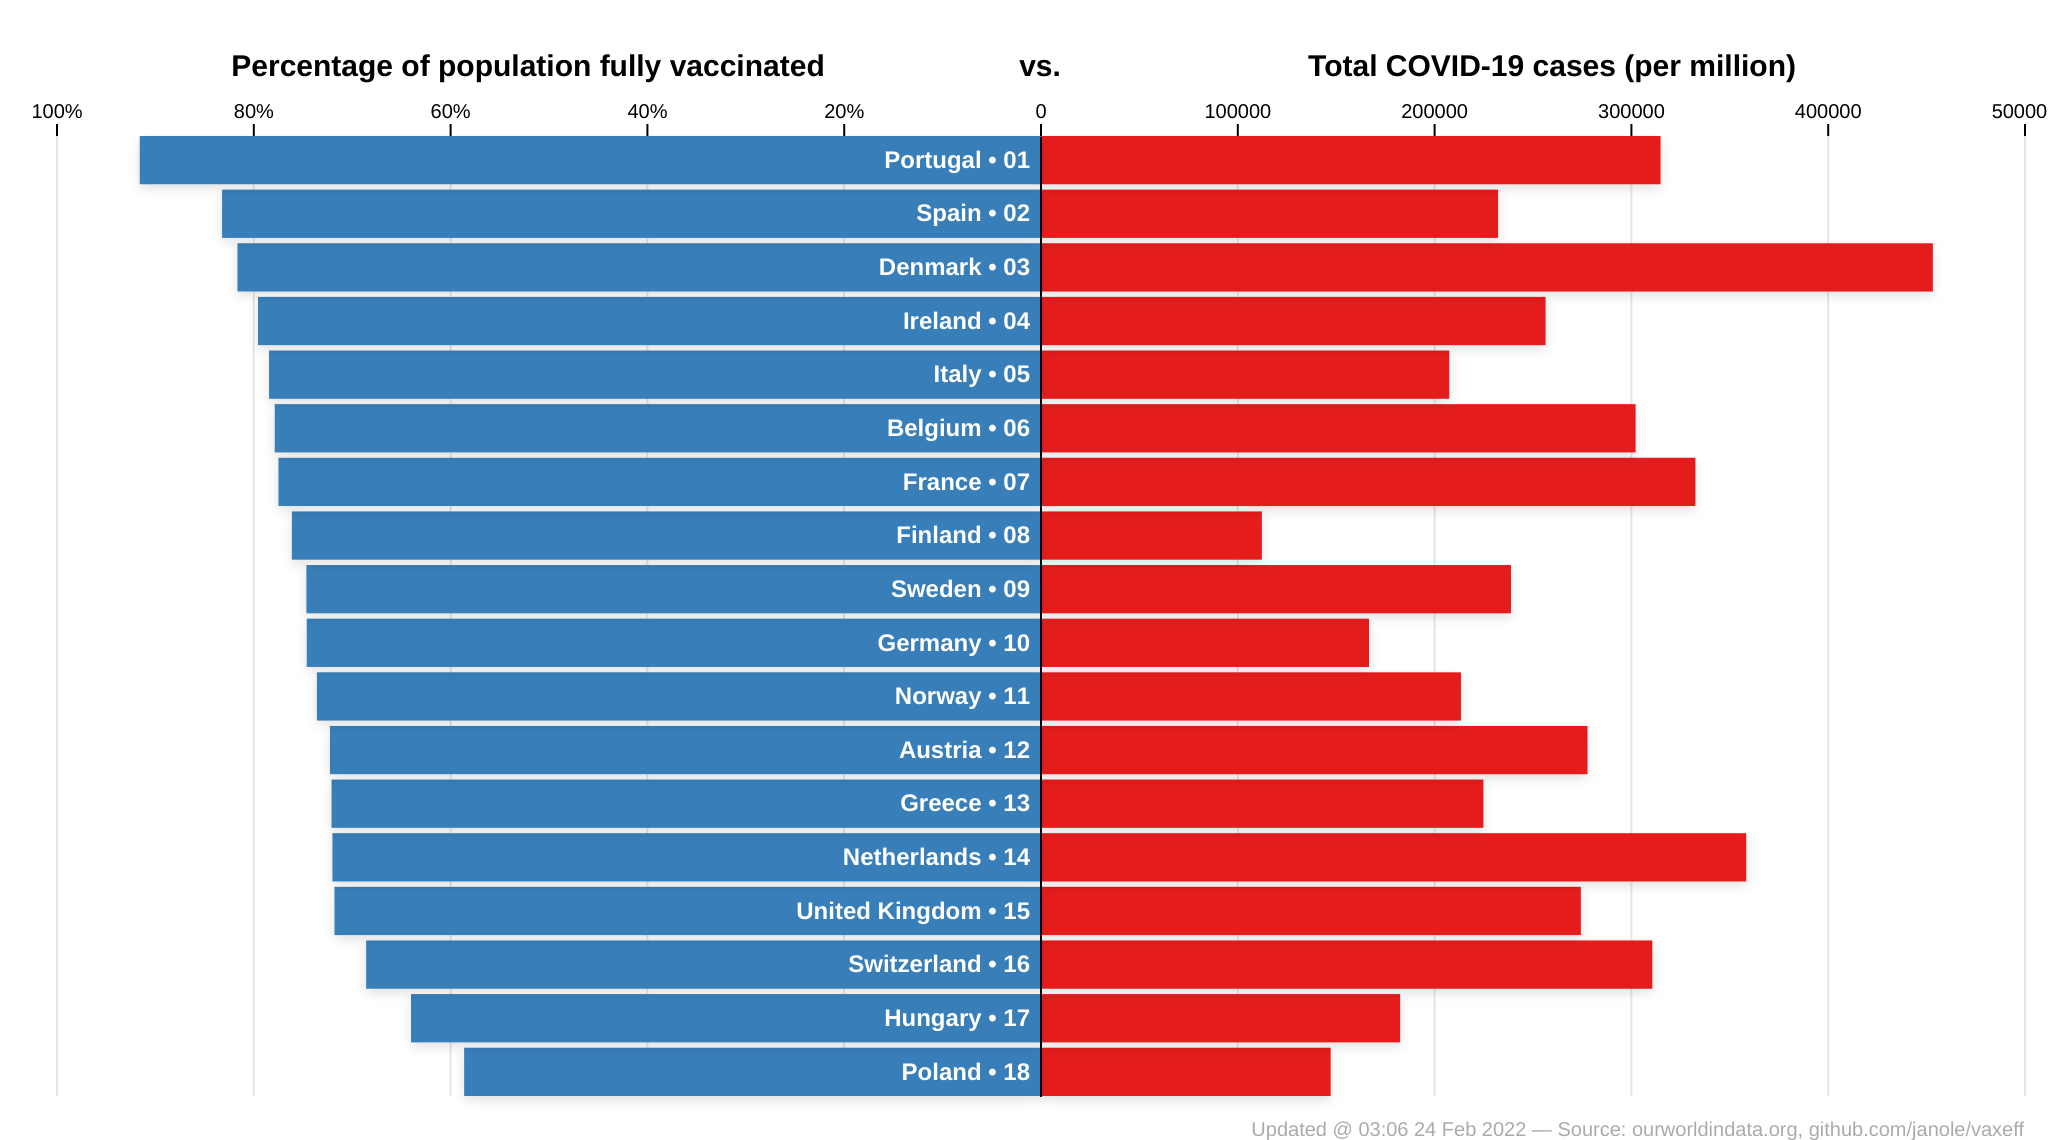 Percentage of population fully vaccinated vs. Total COVID-19 cases (per million)
100% 80% 60% 40% 20% 0 100000 200000 300000 400000 50000
Portugal • 01
Spain • 02
Denmark • 03
Ireland • 04
Italy • 05
Belgium • 06
France • 07
Finland • 08
Sweden • 09
Germany • 10
Norway • 11
Austria • 12
Greece • 13
Netherlands • 14
United Kingdom • 15
Switzerland • 16
Hungary • 17
Poland • 18
Updated @ 03:06 24 Feb 2022 — Source: ourworldindata.org, github.com/janole/vaxeff